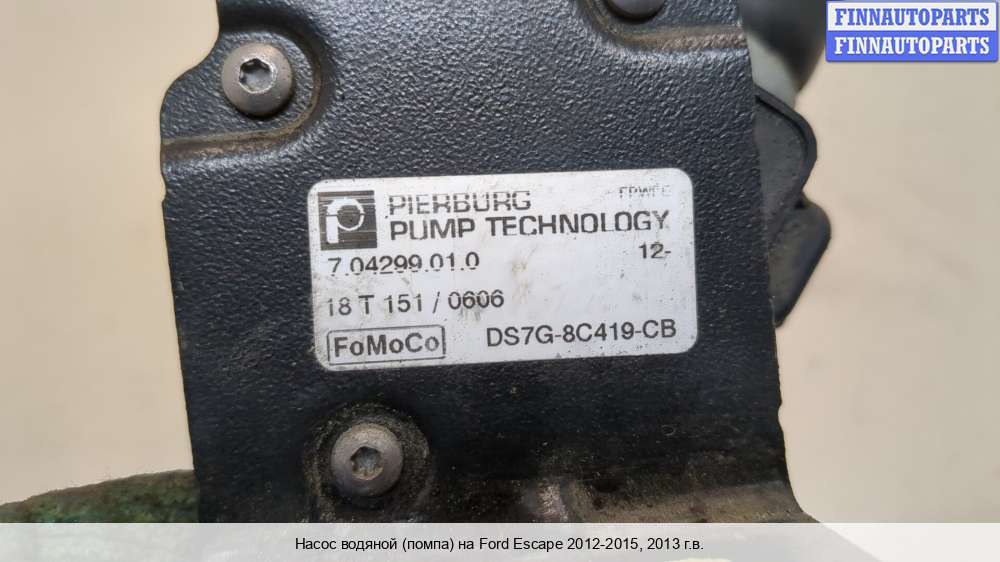 FINNAUTOPARTS
FINNAUTOPARTS
PIERBURG
PUMP TECHNOLOGY
7.04299.01.0
12-
18 T 151 / 0606
FoMoCo
DS7G-8C419-CB
Насос водяной (помпа) на Ford Escape 2012-2015, 2013 г.в.